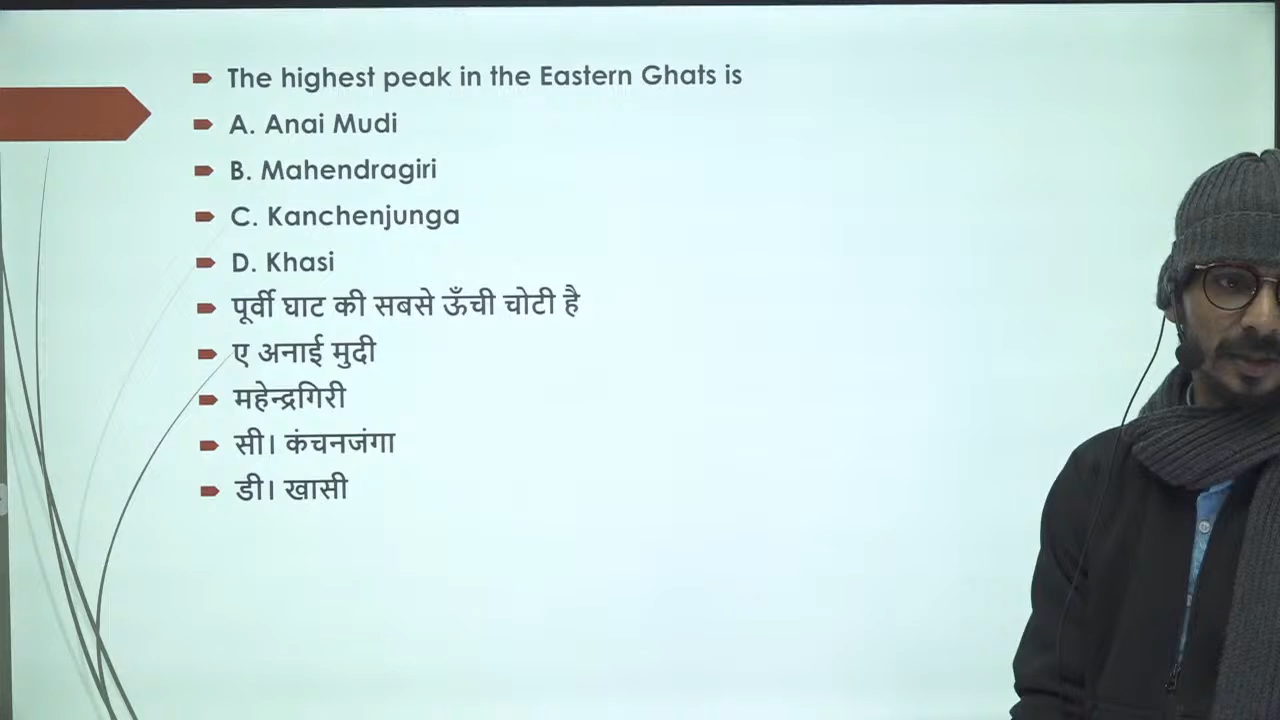 The highest peak in the Eastern Ghats is
A. Anai Mudi
B. Mahendragiri
C. Kanchenjunga
D. Khasi
पूर्वी घाट की सबसे ऊँची चोटी है
ए अनाई मुदी
महेन्द्रगिरी
सी। कंचनजंगा
डी। खासी